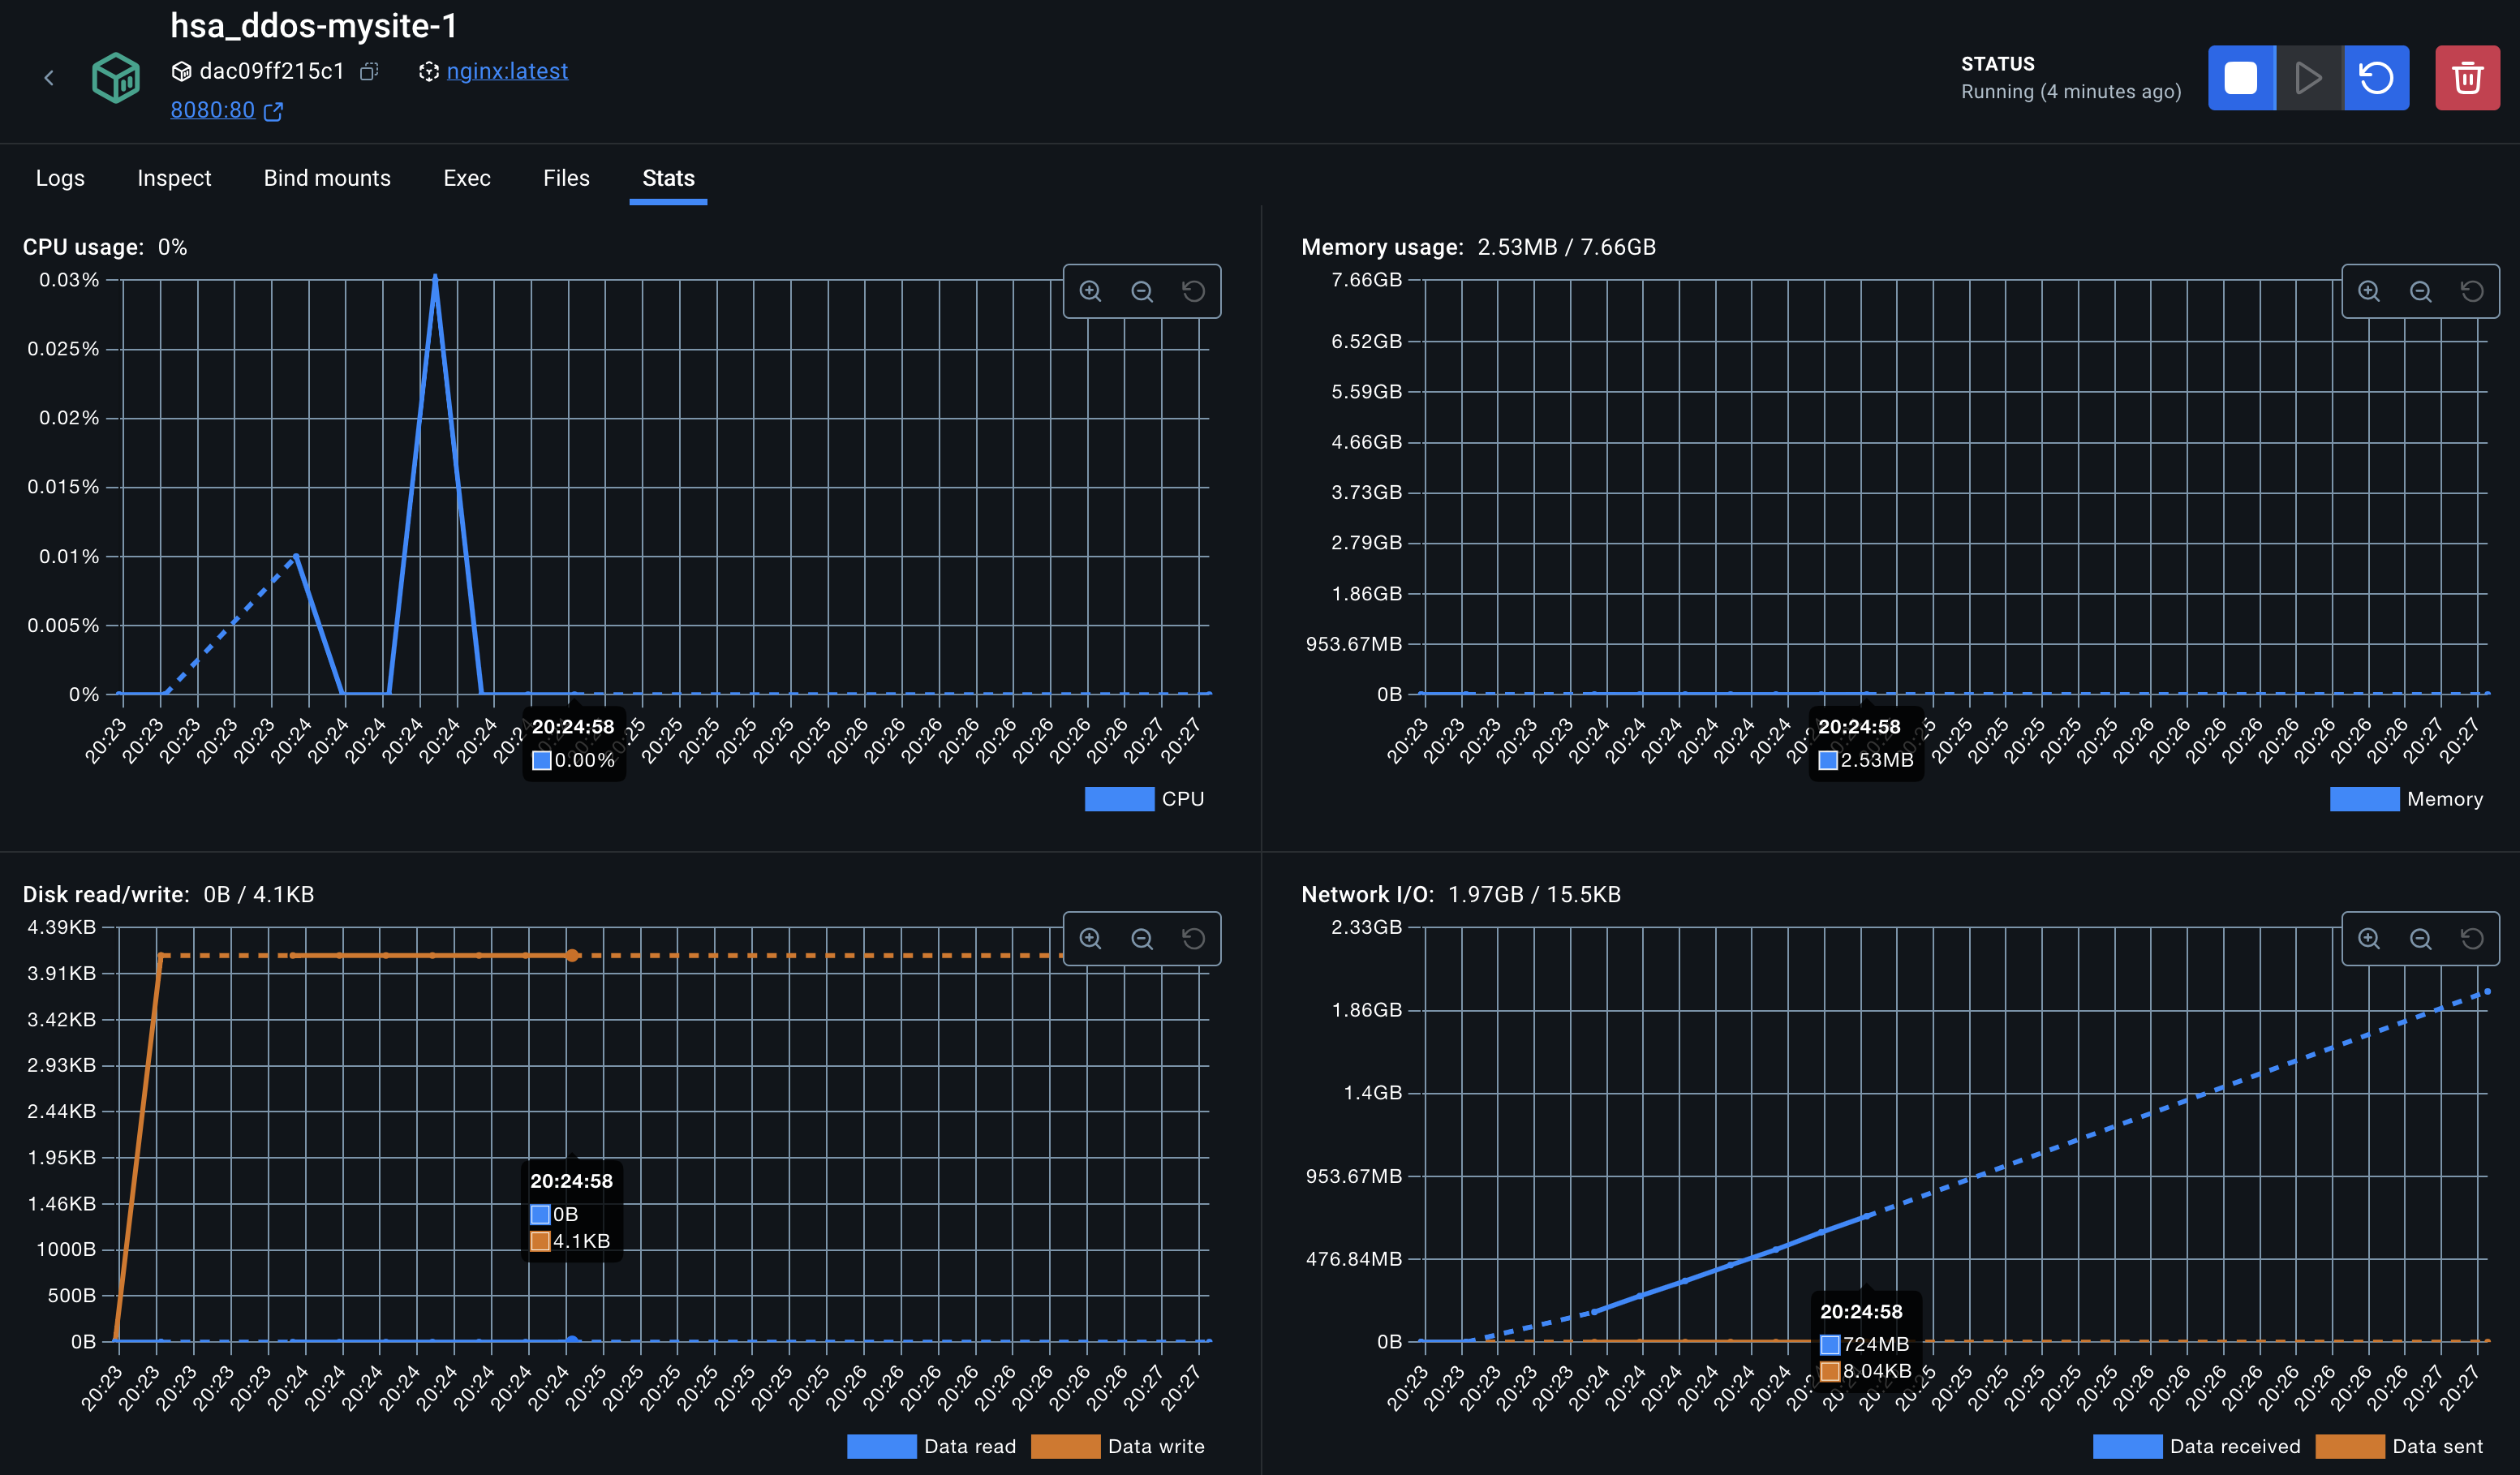 hsa_ddos-mysite-1
dac09ff215c1 nginx:latest
8080:80
STATUS
Running (4 minutes ago)
Logs Inspect Bind mounts Exec Files Stats
CPU usage: 0%
0.03%
0.025%
0.02%
0.015%
0.01%
0.005%
0%
20:23 20:23 20:23 20:23 20:23 20:24 20:24 20:24 20:24 20:24 20:24 20:25 20:25 20:25 20:25 20:25 20:26 20:26 20:26 20:26 20:26 20:26 20:26 20:26 20:27 20:27
20:24:58
0.00%
CPU
Memory usage: 2.53MB / 7.66GB
7.66GB
6.52GB
5.59GB
4.66GB
3.73GB
2.79GB
1.86GB
953.67MB
0B
20:23 20:23 20:23 20:23 20:23 20:24 20:24 20:24 20:24 20:24 20:24 20:25 20:25 20:25 20:25 20:25 20:26 20:26 20:26 20:26 20:26 20:26 20:26 20:27 20:27
20:24:58
2.53MB
Memory
Disk read/write: 0B / 4.1KB
4.39KB
3.91KB
3.42KB
2.93KB
2.44KB
1.95KB
1.46KB
1000B
500B
0B
20:23 20:23 20:23 20:23 20:23 20:24 20:24 20:24 20:24 20:24 20:24 20:24 20:24 20:25 20:25 20:25 20:25 20:25 20:25 20:25 20:26 20:26 20:26 20:26 20:26 20:26 20:26 20:26 20:27 20:27
20:24:58
0B
4.1KB
Data read Data write
Network I/O: 1.97GB / 15.5KB
2.33GB
1.86GB
1.4GB
953.67MB
476.84MB
0B
20:23 20:23 20:23 20:23 20:23 20:24 20:24 20:24 20:24 20:24 20:24 20:25 20:25 20:25 20:25 20:25 20:26 20:26 20:26 20:26 20:26 20:26 20:26 20:27 20:27
20:24:58
724MB
8.04KB
Data received Data sent